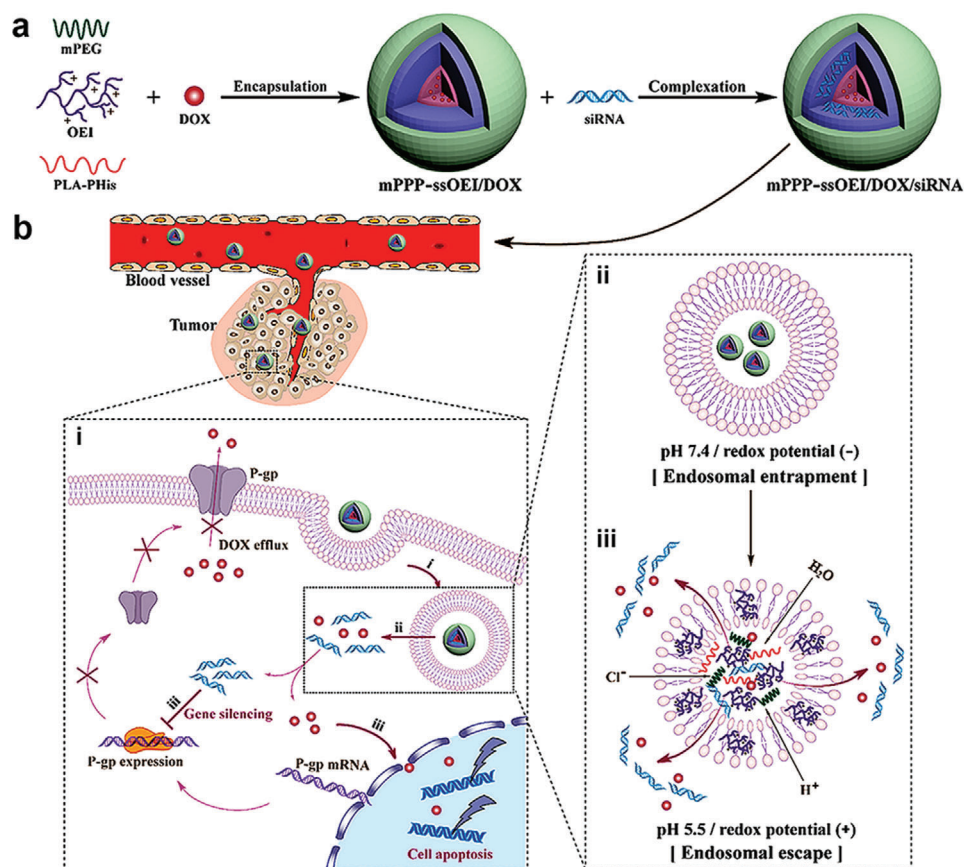 a
mPEG
OEI
PLA-PHis
+
DOX
Encapsulation
mPPP-ssOEI/DOX
+
siRNA
Complexation
mPPP-ssOEI/DOX/siRNA
b
Blood vessel
Tumor
i
P-gp
DOX efflux
i
ii
iii
Gene silencing
P-gp expression
iii
P-gp mRNA
Cell apoptosis
ii
pH 7.4 / redox potential (−)
[ Endosomal entrapment ]
iii
H₂O
Cl⁻
H⁺
pH 5.5 / redox potential (+)
[ Endosomal escape ]